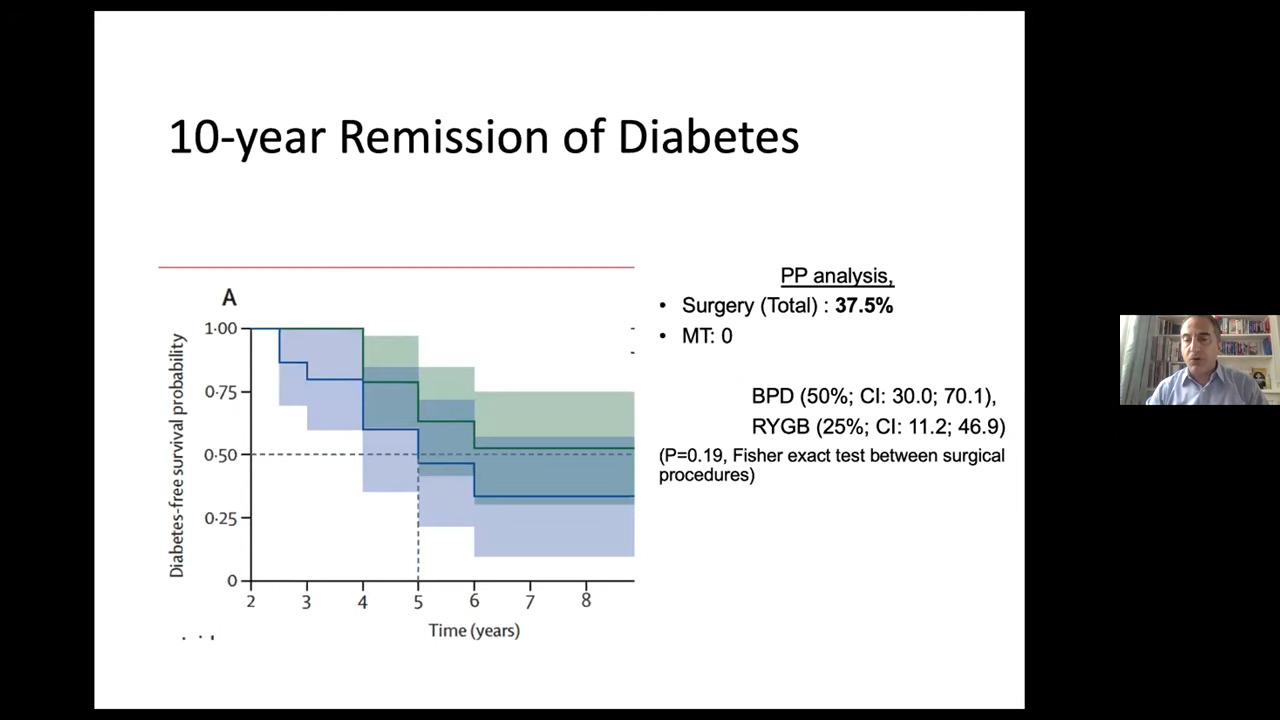 10-year Remission of Diabetes
A
Diabetes-free survival probability
1·00
0·75
0·50
0·25
0
2 3 4 5 6 7 8
Time (years)
PP analysis,
• Surgery (Total) : 37.5%
• MT: 0
BPD (50%; CI: 30.0; 70.1),
RYGB (25%; CI: 11.2; 46.9)
(P=0.19, Fisher exact test between surgical
procedures)